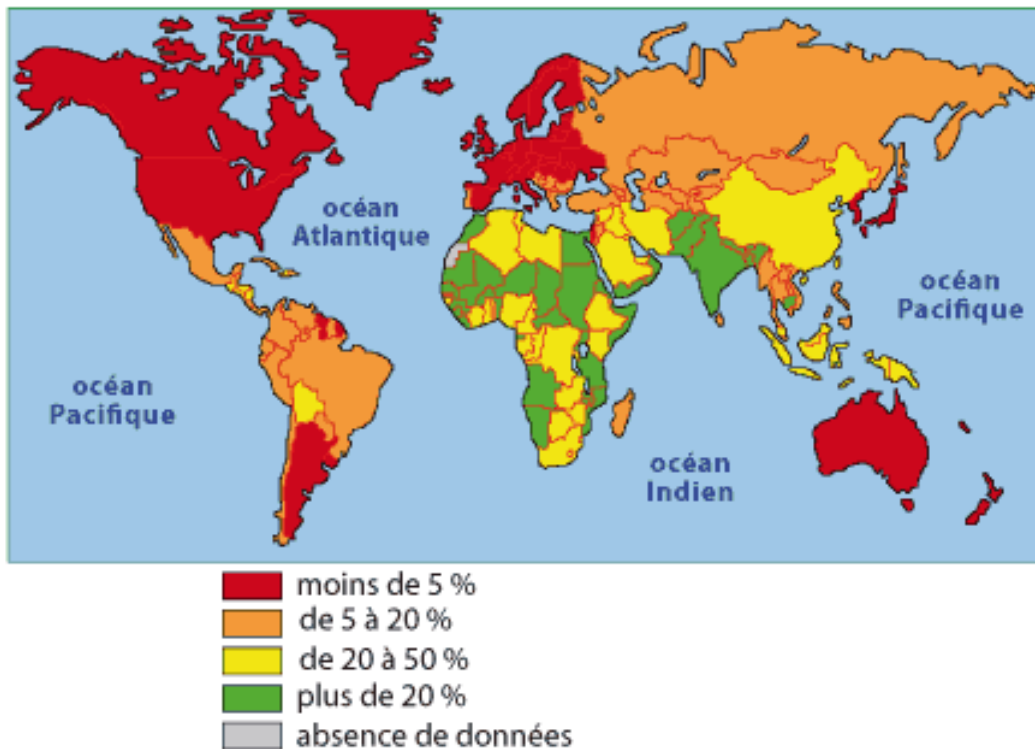 océan
Atlantique
océan
Pacifique
océan
Pacifique
océan
Indien
moins de 5 %
de 5 à 20 %
de 20 à 50 %
plus de 20 %
absence de données